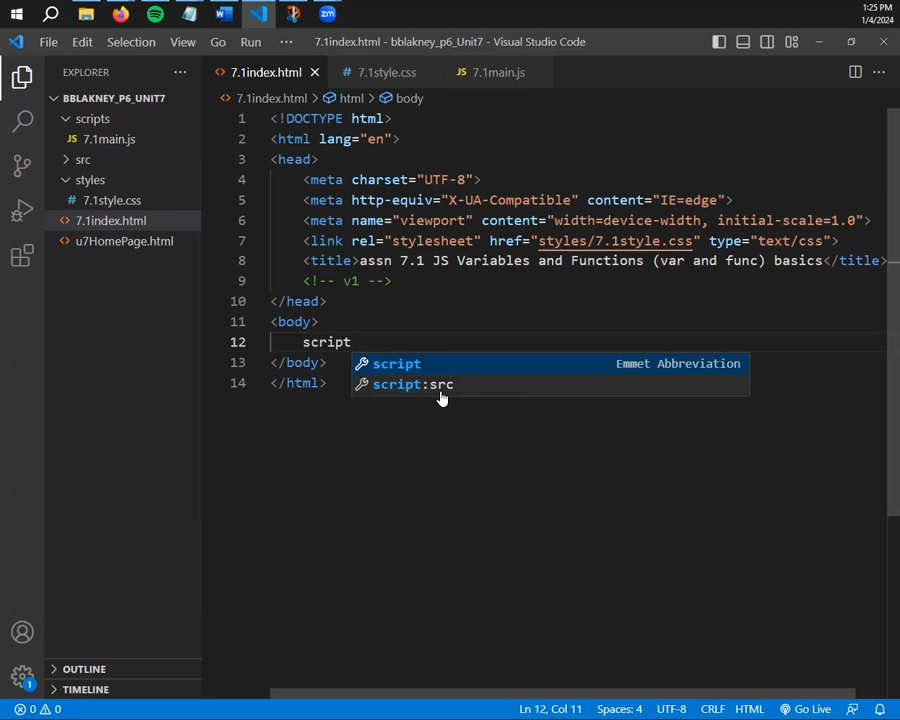 1:25 PM
1/4/2024
File Edit Selection View Go Run ··· 7.1index.html - bblakney_p6_Unit7 - Visual Studio Code
EXPLORER ···
7.1index.html
7.1style.css
JS 7.1main.js
BBLAKNEY_P6_UNIT7
scripts
JS 7.1main.js
src
styles
# 7.1style.css
<> 7.1index.html
<> u7HomePage.html
OUTLINE
TIMELINE
<> 7.1index.html > html > body
1 <!DOCTYPE html>
2 <html lang="en">
3 <head>
4 <meta charset="UTF-8">
5 <meta http-equiv="X-UA-Compatible" content="IE=edge">
6 <meta name="viewport" content="width=device-width, initial-scale=1.0">
7 <link rel="stylesheet" href="styles/7.1style.css" type="text/css">
8 <title>assn 7.1 JS Variables and Functions (var and func) basics</title>
9 <!-- v1 -->
10 </head>
11 <body>
12 script
script Emmet Abbreviation
script:src
13 </body>
14 </html>
1
0 0 Ln 12, Col 11 Spaces: 4 UTF-8 CRLF HTML Go Live